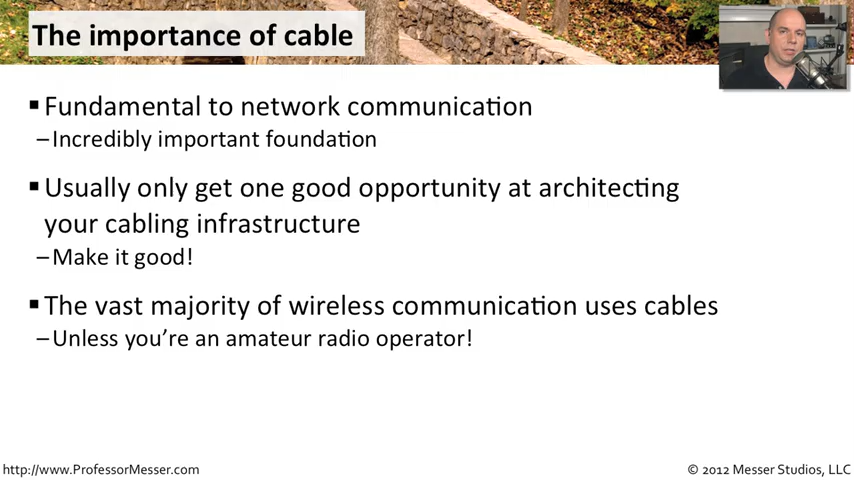 The importance of cable
▪Fundamental to network communication
–Incredibly important foundation
▪Usually only get one good opportunity at architecting
your cabling infrastructure
–Make it good!
▪The vast majority of wireless communication uses cables
–Unless you’re an amateur radio operator!
http://www.ProfessorMesser.com
© 2012 Messer Studios, LLC